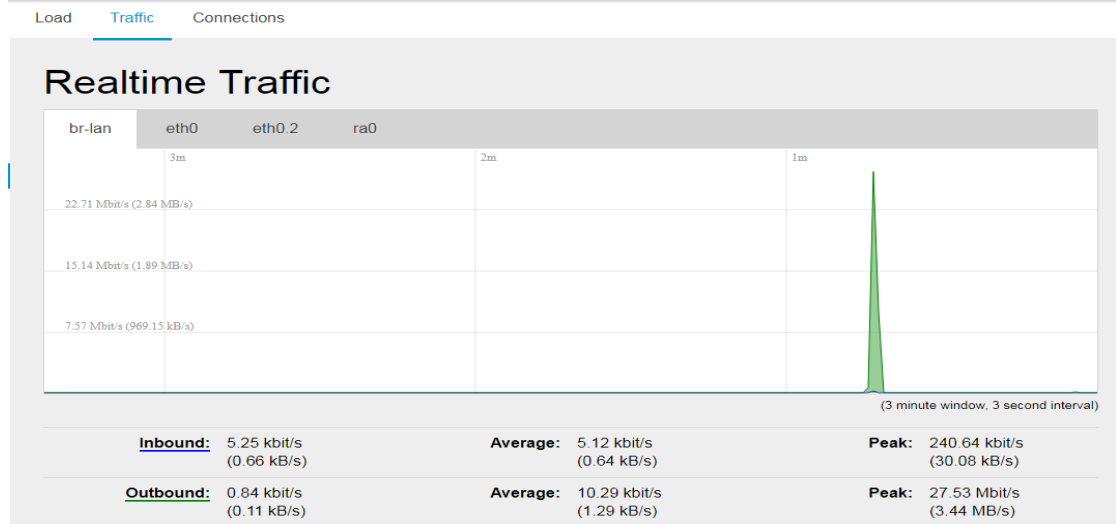 Load Traffic Connections
Realtime Traffic
br-lan eth0 eth0.2 ra0
3m 2m 1m
22.71 Mbit/s (2.84 MB/s)
15.14 Mbit/s (1.89 MB/s)
7.57 Mbit/s (969.15 kB/s)
(3 minute window, 3 second interval)
Inbound: 5.25 kbit/s Average: 5.12 kbit/s Peak: 240.64 kbit/s
(0.66 kB/s) (0.64 kB/s) (30.08 kB/s)
Outbound: 0.84 kbit/s Average: 10.29 kbit/s Peak: 27.53 Mbit/s
(0.11 kB/s) (1.29 kB/s) (3.44 MB/s)